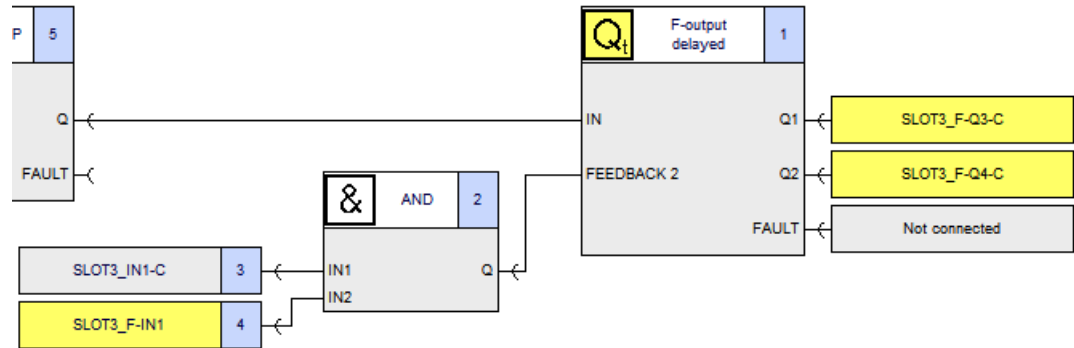 P 5
Qt F-output delayed 1
Q
IN Q1 SLOT3_F-Q3-C
FAULT
FEEDBACK 2 Q2 SLOT3_F-Q4-C
& AND 2
FAULT Not connected
SLOT3_IN1-C 3 IN1 Q
IN2
SLOT3_F-IN1 4